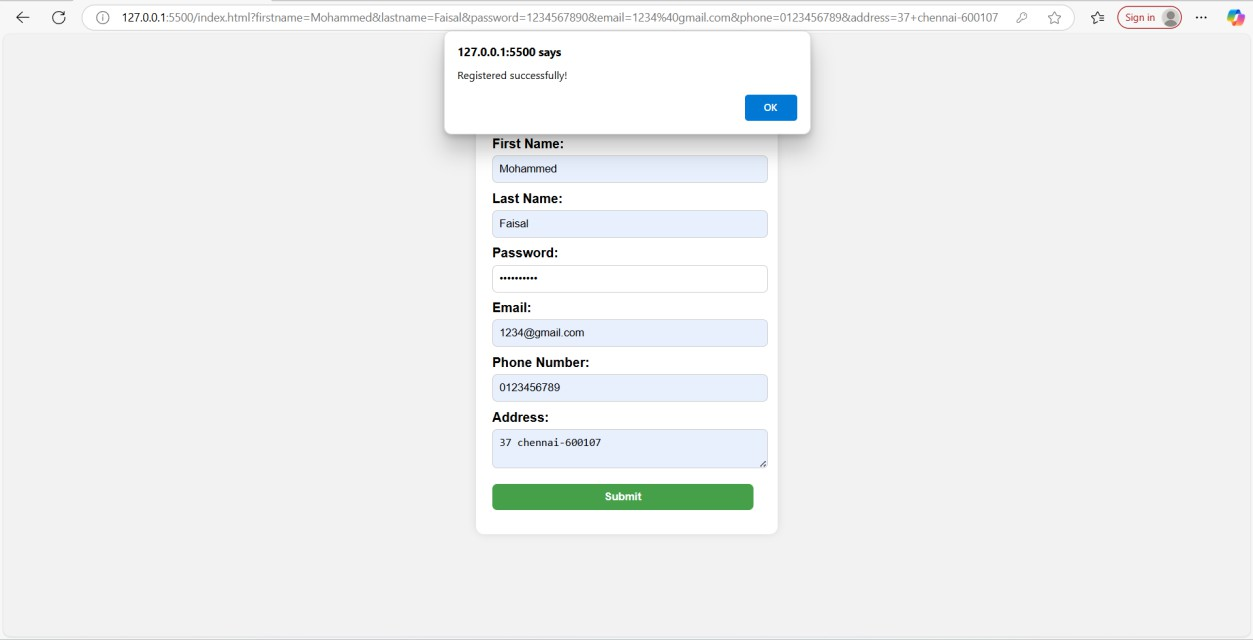 127.0.0.1:5500/index.html?firstname=Mohammed&lastname=Faisal&password=1234567890&email=1234%40gmail.com&phone=0123456789&address=37+chennai-600107
Sign in
127.0.0.1:5500 says
Registered successfully!
OK
First Name:
Mohammed
Last Name:
Faisal
Password:
••••••••••
Email:
1234@gmail.com
Phone Number:
0123456789
Address:
37 chennai-600107
Submit